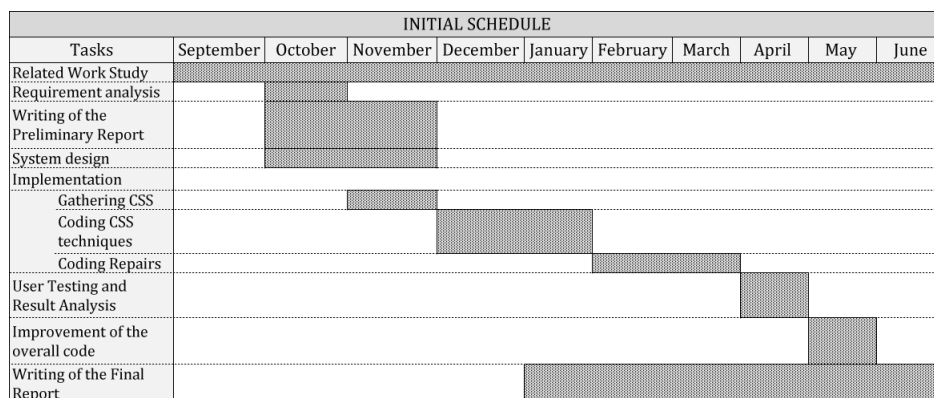 INITIAL SCHEDULE
Tasks September October November December January February March April May June
Related Work Study
Requirement analysis
Writing of the
Preliminary Report
System design
Implementation
Gathering CSS
Coding CSS
techniques
Coding Repairs
User Testing and
Result Analysis
Improvement of the
overall code
Writing of the Final
Report